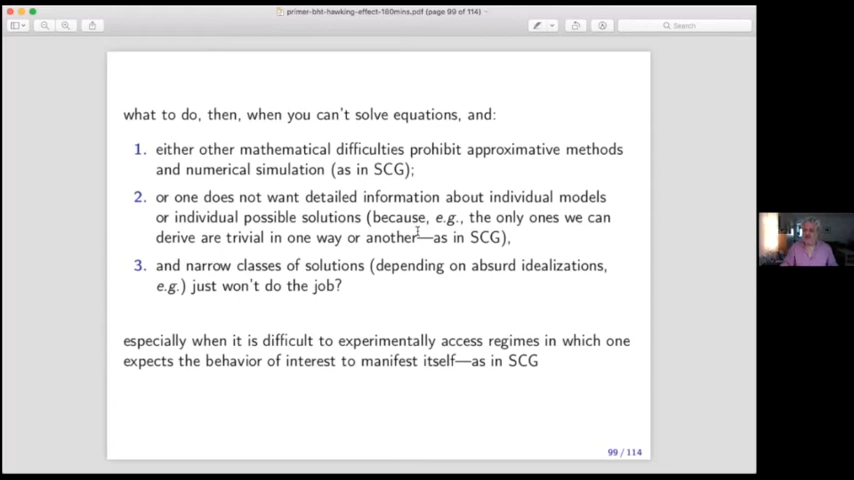 primer-bht-hawking-effect-180mins.pdf (page 99 of 114)
Search
what to do, then, when you can't solve equations, and:
1. either other mathematical difficulties prohibit approximative methods
and numerical simulation (as in SCG);
2. or one does not want detailed information about individual models
or individual possible solutions (because, e.g., the only ones we can
derive are trivial in one way or another—as in SCG),
3. and narrow classes of solutions (depending on absurd idealizations,
e.g.) just won't do the job?
especially when it is difficult to experimentally access regimes in which one
expects the behavior of interest to manifest itself—as in SCG
99 / 114